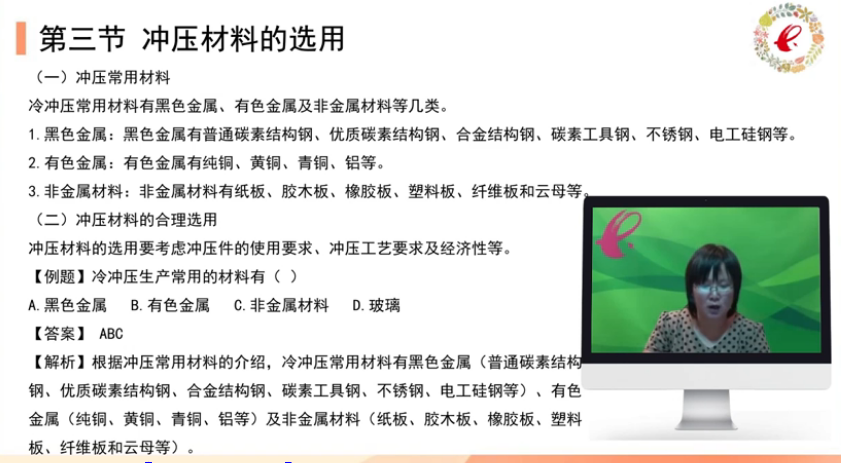 第三节 冲压材料的选用
（一）冲压常用材料
冷冲压常用材料有黑色金属、有色金属及非金属材料等几类。
1.黑色金属：黑色金属有普通碳素结构钢、优质碳素结构钢、合金结构钢、碳素工具钢、不锈钢、电工硅钢等。
2.有色金属：有色金属有纯铜、黄铜、青铜、铝等。
3.非金属材料：非金属材料有纸板、胶木板、橡胶板、塑料板、纤维板和云母等。
（二）冲压材料的合理选用
冲压材料的选用要考虑冲压件的使用要求、冲压工艺要求及经济性等。
【例题】冷冲压生产常用的材料有（ ）
A.黑色金属 B.有色金属 C.非金属材料 D.玻璃
【答案】 ABC
【解析】根据冲压常用材料的介绍，冷冲压常用材料有黑色金属（普通碳素结构
钢、优质碳素结构钢、合金结构钢、碳素工具钢、不锈钢、电工硅钢等）、有色
金属（纯铜、黄铜、青铜、铝等）及非金属材料（纸板、胶木板、橡胶板、塑料
板、纤维板和云母等）。